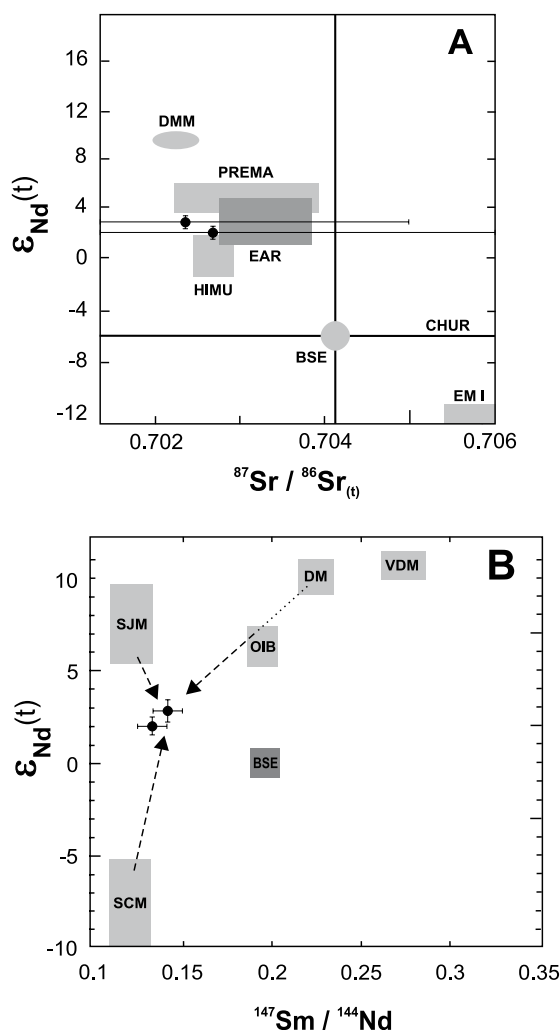 A
16
12
8
4
0
-4
-8
-12
εNd(t)
DMM
PREMA
EAR
HIMU
CHUR
BSE
EM I
0.702
0.704
0.706
87Sr / 86Sr(t)
B
10
5
0
-5
-10
εNd(t)
DM
VDM
SJM
OIB
BSE
SCM
0.1
0.15
0.2
0.25
0.3
0.35
147Sm / 144Nd